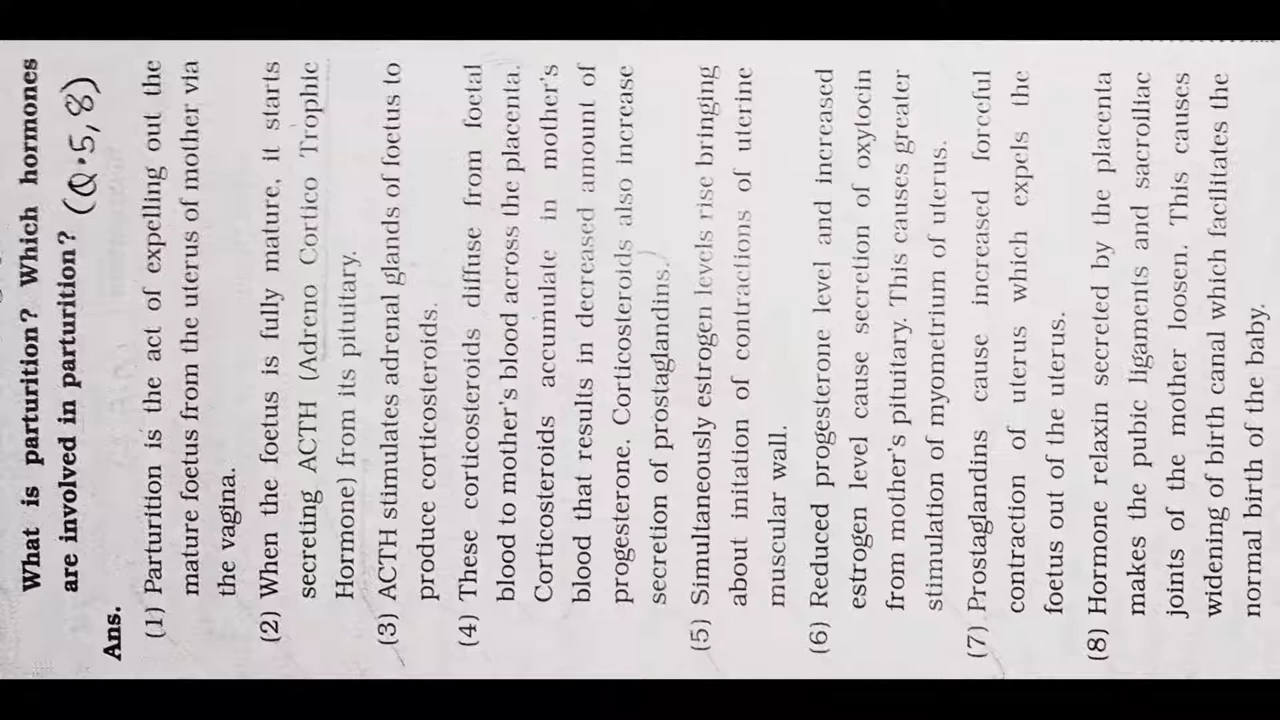 What is parturition? Which hormones
are involved in parturition? (Q.5, 8)
Ans.
(1) Parturition is the act of expelling out the
mature foetus from the uterus of mother via
the vagina.
(2) When the foetus is fully mature, it starts
secreting ACTH (Adreno Cortico Trophic
Hormone) from its pituitary.
(3) ACTH stimulates adrenal glands of foetus to
produce corticosteroids.
(4) These corticosteroids diffuse from foetal
blood to mother's blood across the placenta.
Corticosteroids accumulate in mother's
blood that results in decreased amount of
progesterone. Corticosteroids also increase
secretion of prostaglandins.
(5) Simultaneously estrogen levels rise bringing
about initation of contractions of uterine
muscular wall.
(6) Reduced progesterone level and increased
estrogen level cause secretion of oxylocin
from mother's pituitary. This causes greater
stimulation of myometrium of uterus.
(7) Prostaglandins cause increased forceful
contraction of uterus which expels the
foetus out of the uterus.
(8) Hormone relaxin secreted by the placenta
makes the pubic ligaments and sacroiliac
joints of the mother loosen. This causes
widening of birth canal which facilitates the
normal birth of the baby.